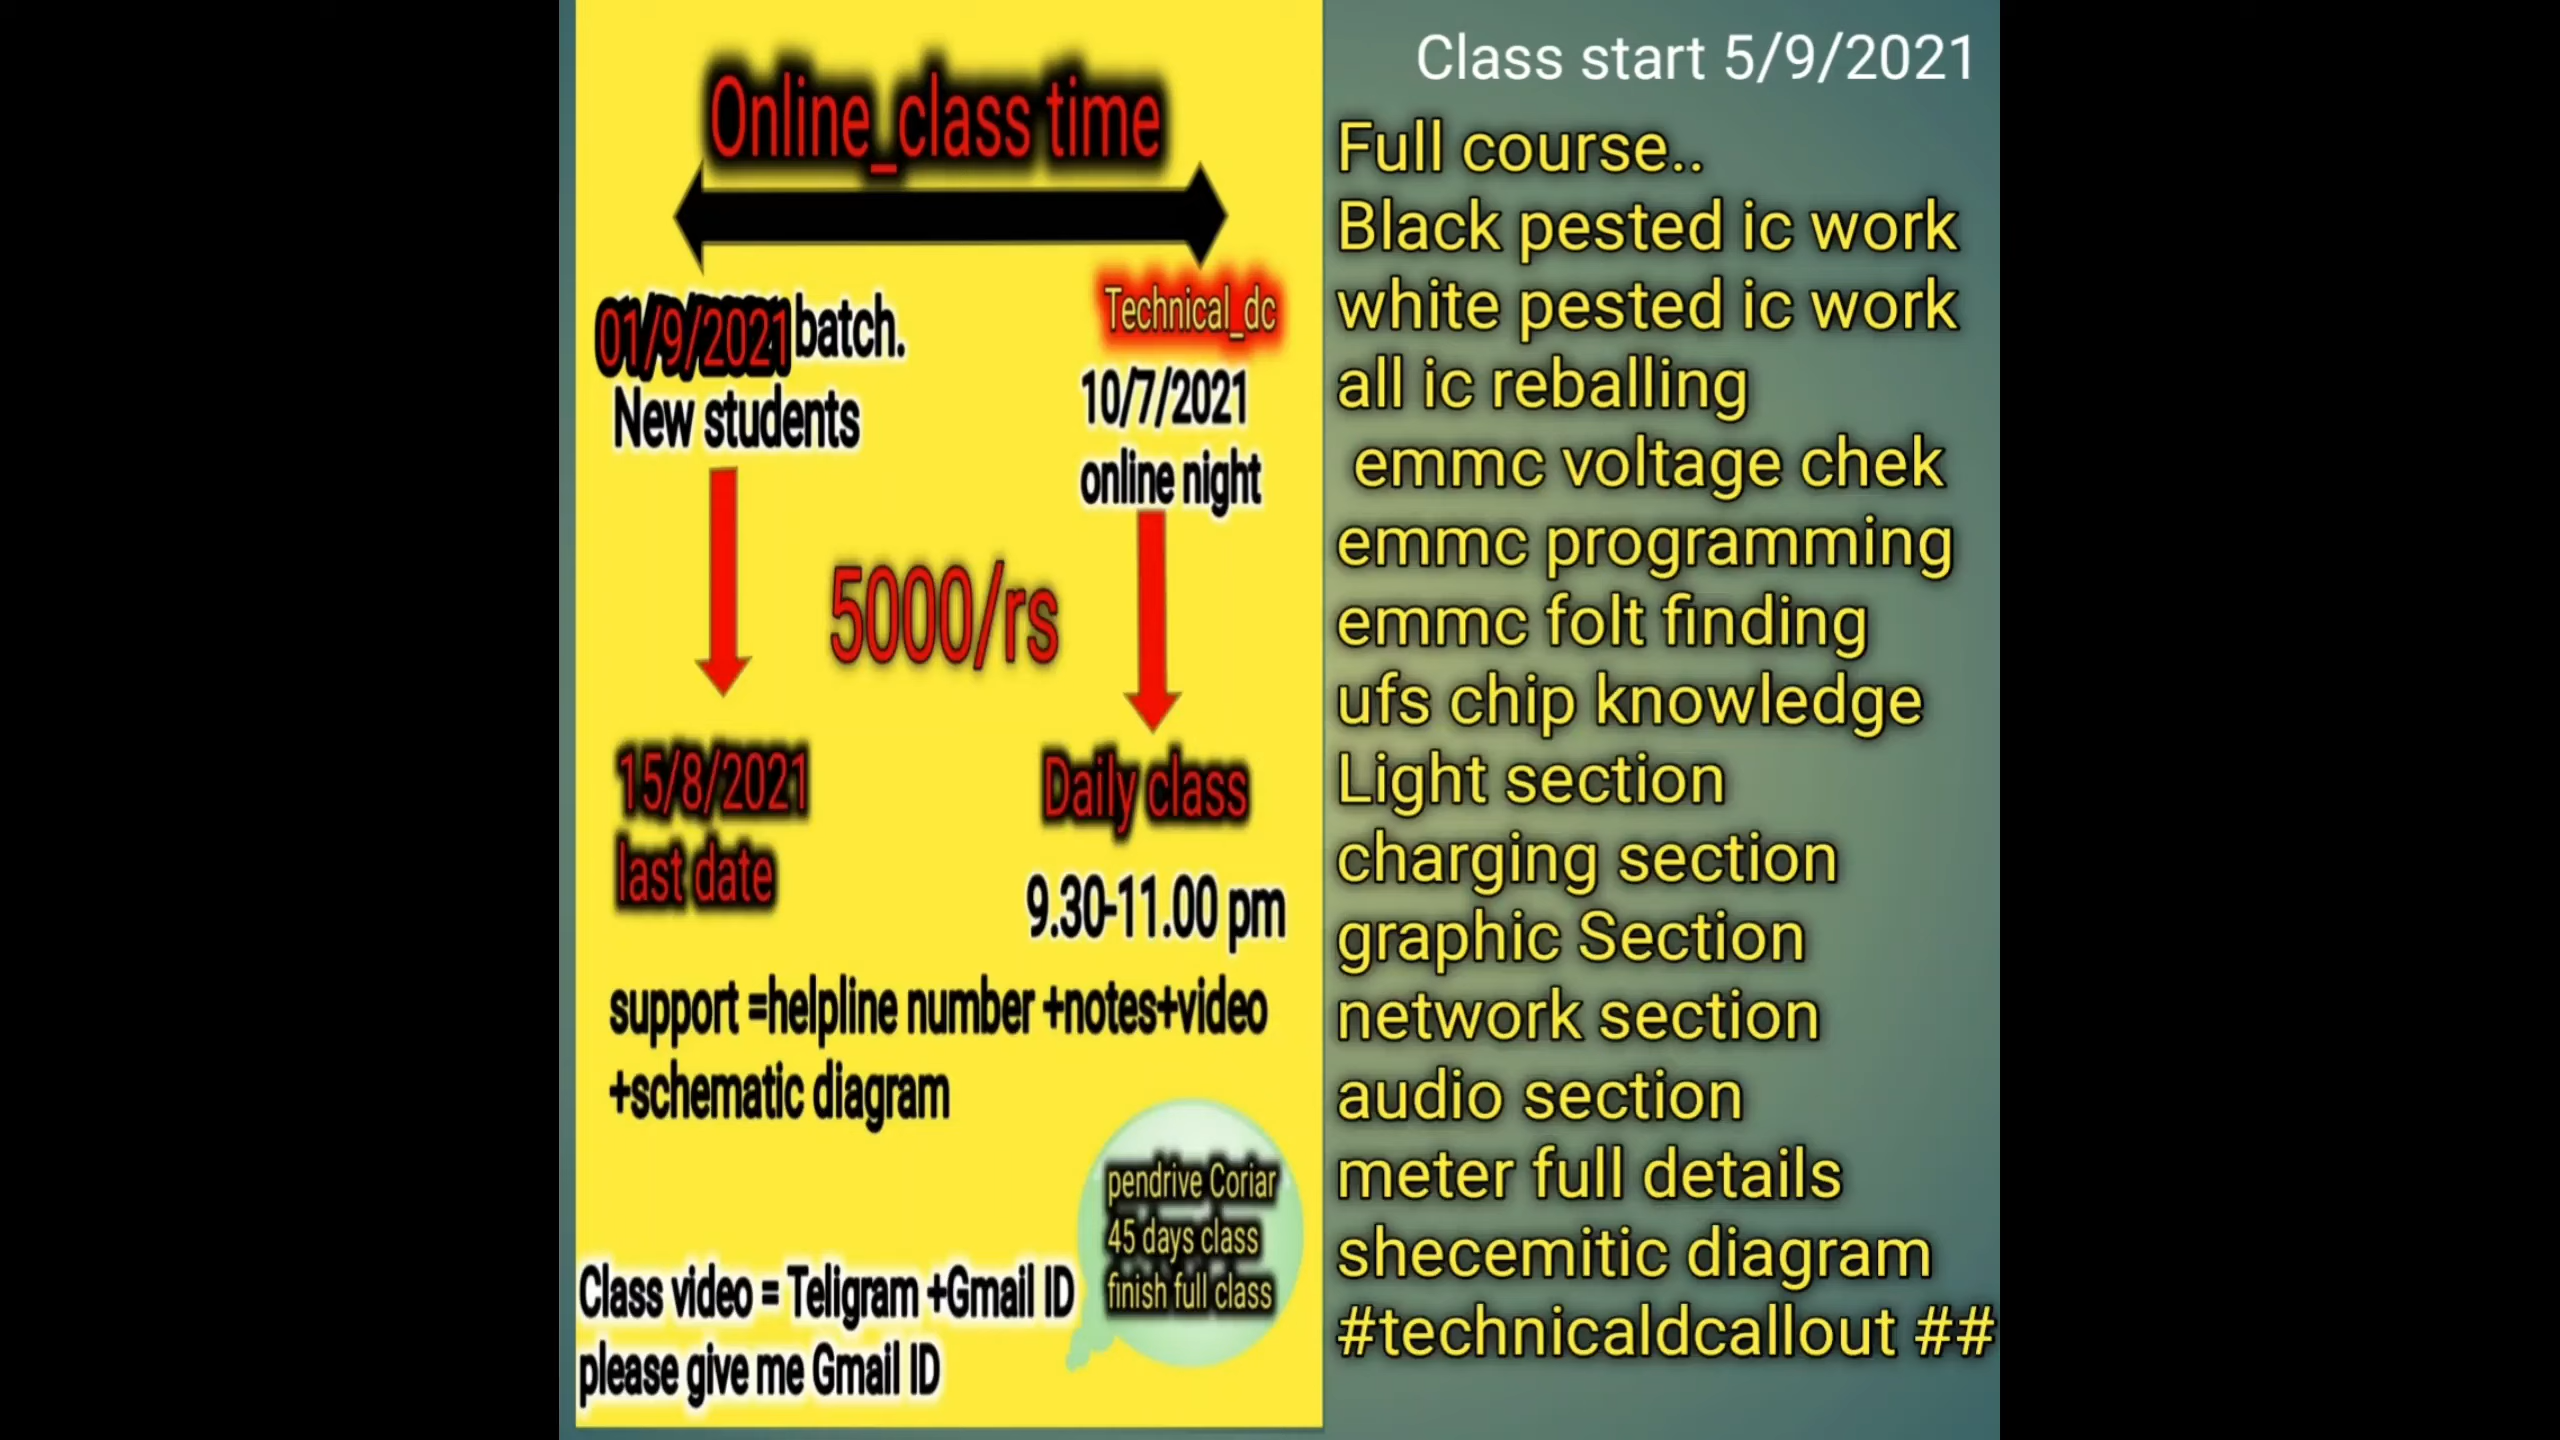 Online_class time
01/9/2021 batch.
New students
Technical_dc
10/7/2021
online night
5000/rs
15/8/2021
last date
Daily class
9.30-11.00 pm
support =helpline number +notes+video
+schematic diagram
pendrive Coriar
45 days class
finish full class
Class video = Teligram +Gmail ID
please give me Gmail ID
Class start 5/9/2021
Full course..
Black pested ic work
white pested ic work
all ic reballing
emmc voltage chek
emmc programming
emmc folt finding
ufs chip knowledge
Light section
charging section
graphic Section
network section
audio section
meter full details
shecemitic diagram
#technicaldcallout ##